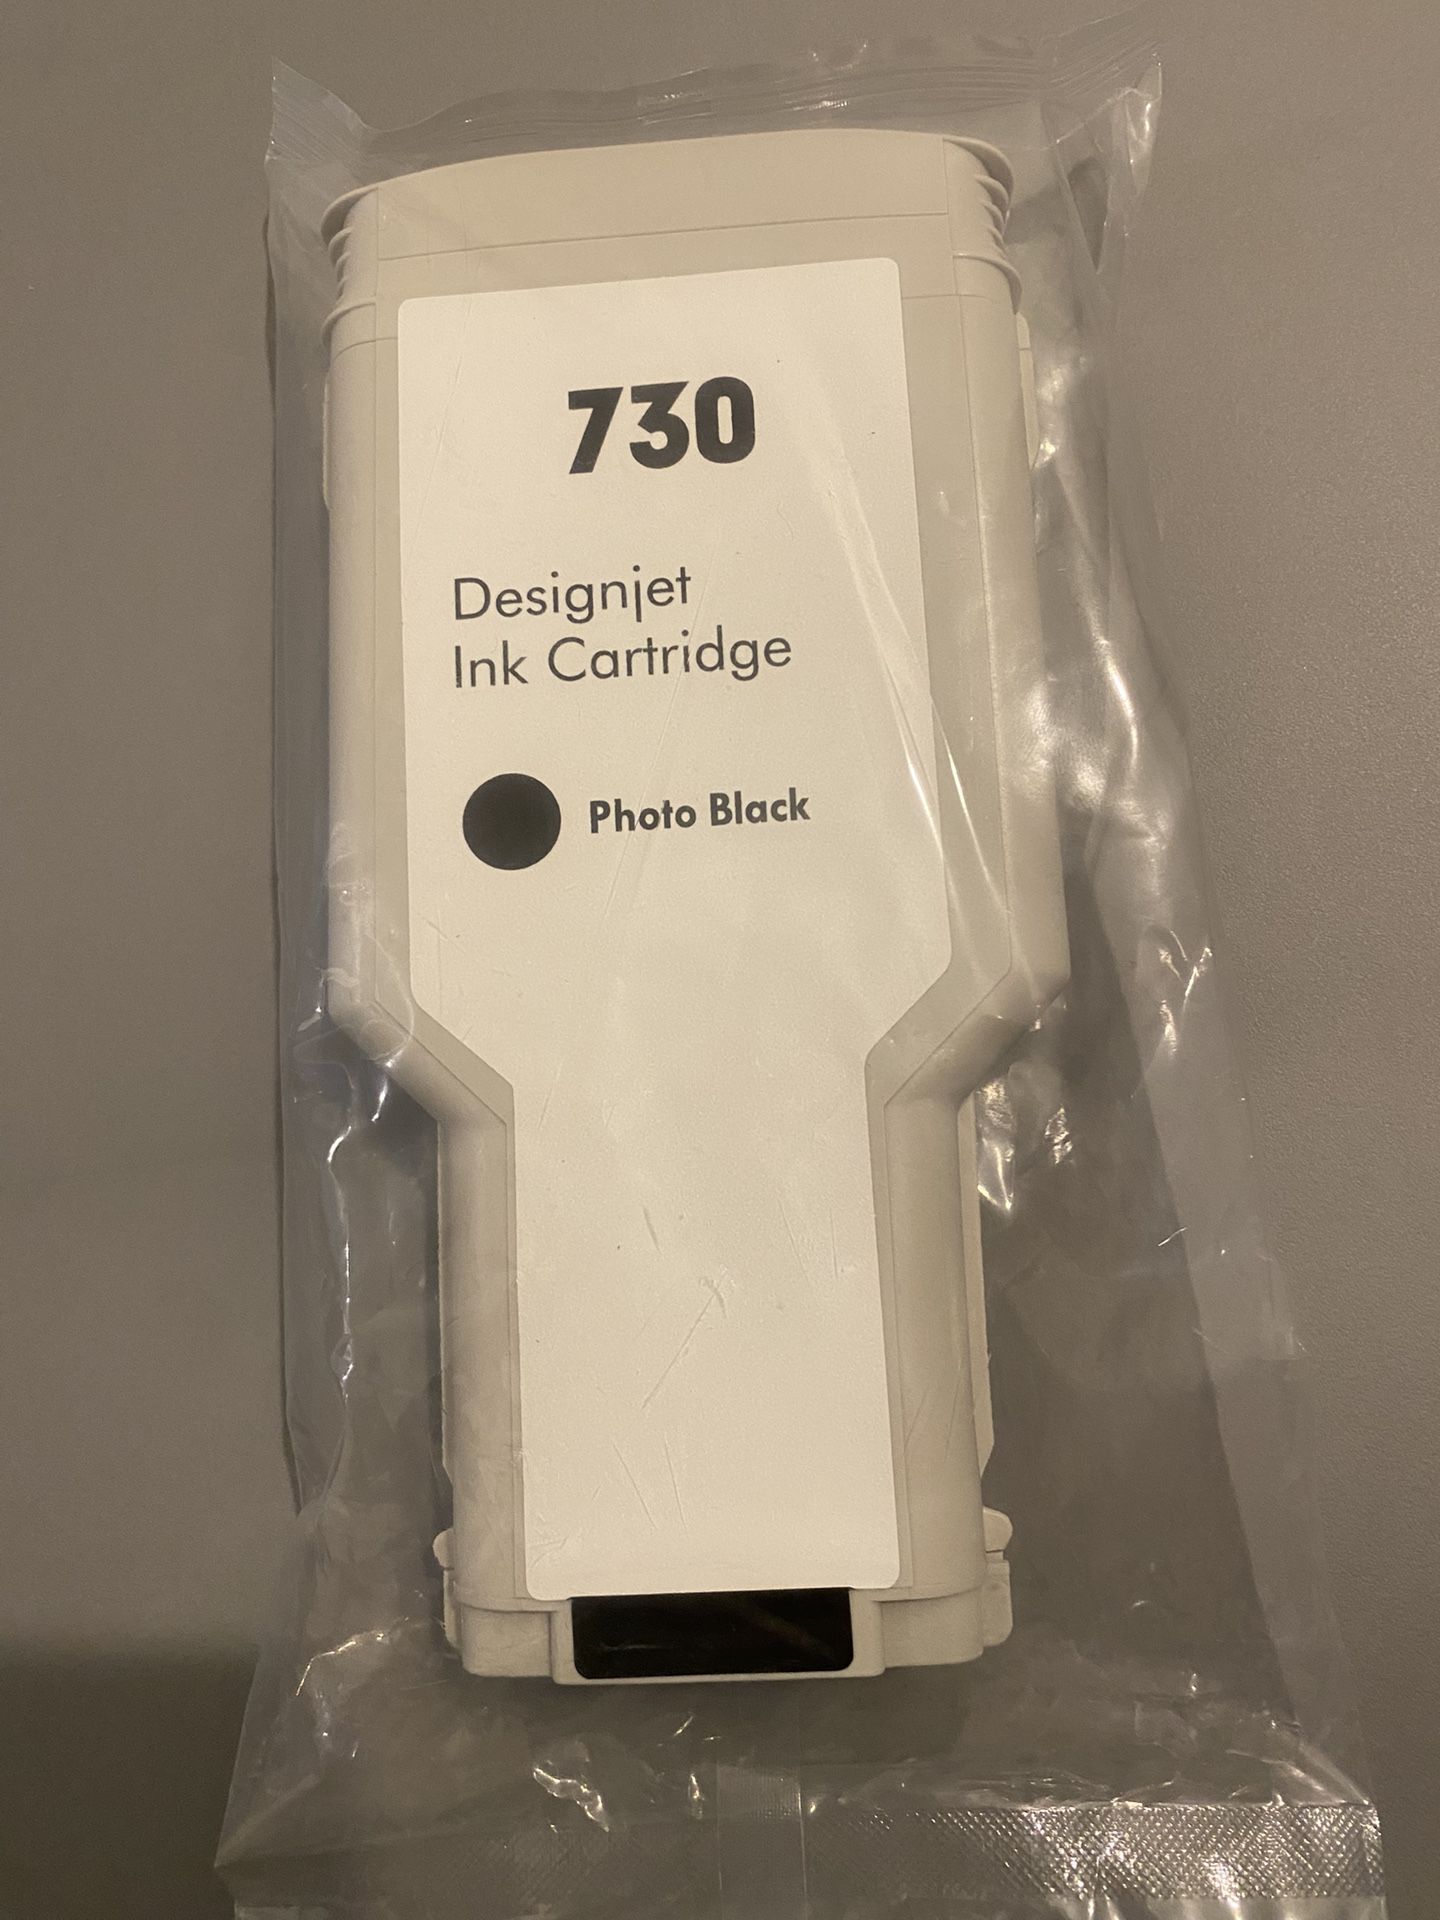 730
Designjet
Ink Cartridge
Photo Black